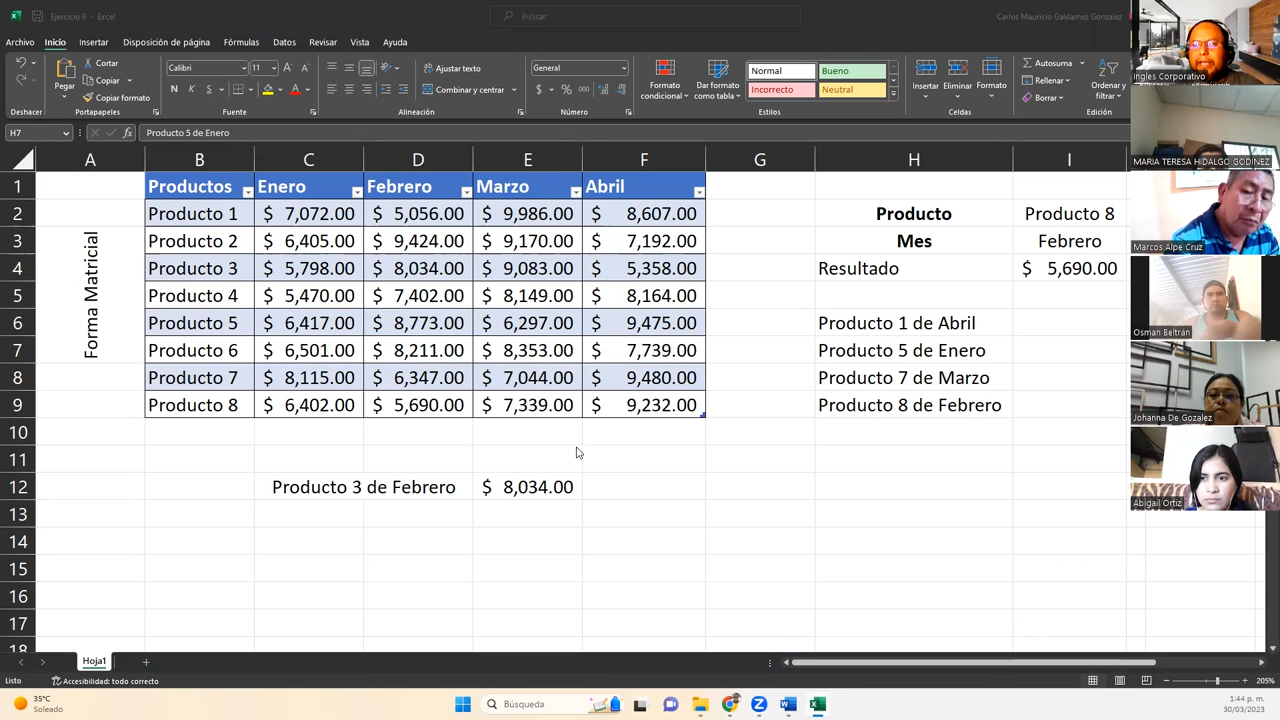 Ejercicio 9 - Excel
Buscar
Carlos Mauricio Galdamez Gonzalez
Archivo Inicio Insertar Disposición de página Fórmulas Datos Revisar Vista Ayuda
Pegar
Cortar
Copiar
Copiar formato
Calibri 11
N K S
Ajustar texto
Combinar y centrar
General
Formato condicional
Dar formato como tabla
Normal Bueno
Incorrecto Neutral
Insertar Eliminar Formato
Autosuma
Rellenar
Borrar
Ordenar y filtrar
Deshacer Portapapeles Fuente Alineación Número Estilos Celdas Edición
H7 fx Producto 5 de Enero
A B C D E F G H I
1 Productos Enero Febrero Marzo Abril
2 Producto 1 $ 7,072.00 $ 5,056.00 $ 9,986.00 $ 8,607.00 Producto Producto 8
3 Producto 2 $ 6,405.00 $ 9,424.00 $ 9,170.00 $ 7,192.00 Mes Febrero
4 Producto 3 $ 5,798.00 $ 8,034.00 $ 9,083.00 $ 5,358.00 Resultado $ 5,690.00
5 Producto 4 $ 5,470.00 $ 7,402.00 $ 8,149.00 $ 8,164.00
6 Producto 5 $ 6,417.00 $ 8,773.00 $ 6,297.00 $ 9,475.00 Producto 1 de Abril
7 Producto 6 $ 6,501.00 $ 8,211.00 $ 8,353.00 $ 7,739.00 Producto 5 de Enero
8 Producto 7 $ 8,115.00 $ 6,347.00 $ 7,044.00 $ 9,480.00 Producto 7 de Marzo
9 Producto 8 $ 6,402.00 $ 5,690.00 $ 7,339.00 $ 9,232.00 Producto 8 de Febrero
Forma Matricial
10
11
12 Producto 3 de Febrero $ 8,034.00
13
14
15
16
17
18
Hoja1
Listo
Accesibilidad: todo correcto
205%
35°C
Soleado
Búsqueda
1:44 p. m.
30/03/2023
Ingles Corporativo
MARIA TERESA HIDALGO GODINEZ
Marcos Alpe Cruz
Osman Beltrán
Johanna De Gozalez
Abigail Ortiz